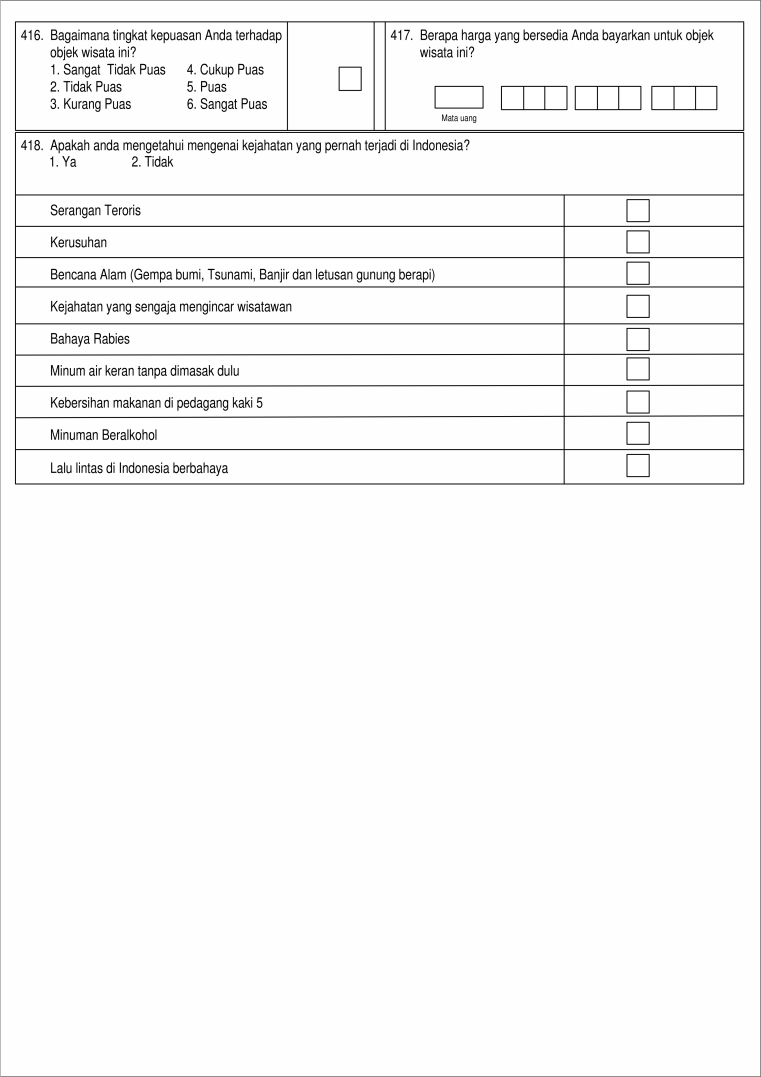 416. Bagaimana tingkat kepuasan Anda terhadap
objek wisata ini?
1. Sangat Tidak Puas 4. Cukup Puas
2. Tidak Puas 5. Puas
3. Kurang Puas 6. Sangat Puas
417. Berapa harga yang bersedia Anda bayarkan untuk objek
wisata ini?
Mata uang
418. Apakah anda mengetahui mengenai kejahatan yang pernah terjadi di Indonesia?
1. Ya 2. Tidak
Serangan Teroris
Kerusuhan
Bencana Alam (Gempa bumi, Tsunami, Banjir dan letusan gunung berapi)
Kejahatan yang sengaja mengincar wisatawan
Bahaya Rabies
Minum air keran tanpa dimasak dulu
Kebersihan makanan di pedagang kaki 5
Minuman Beralkohol
Lalu lintas di Indonesia berbahaya